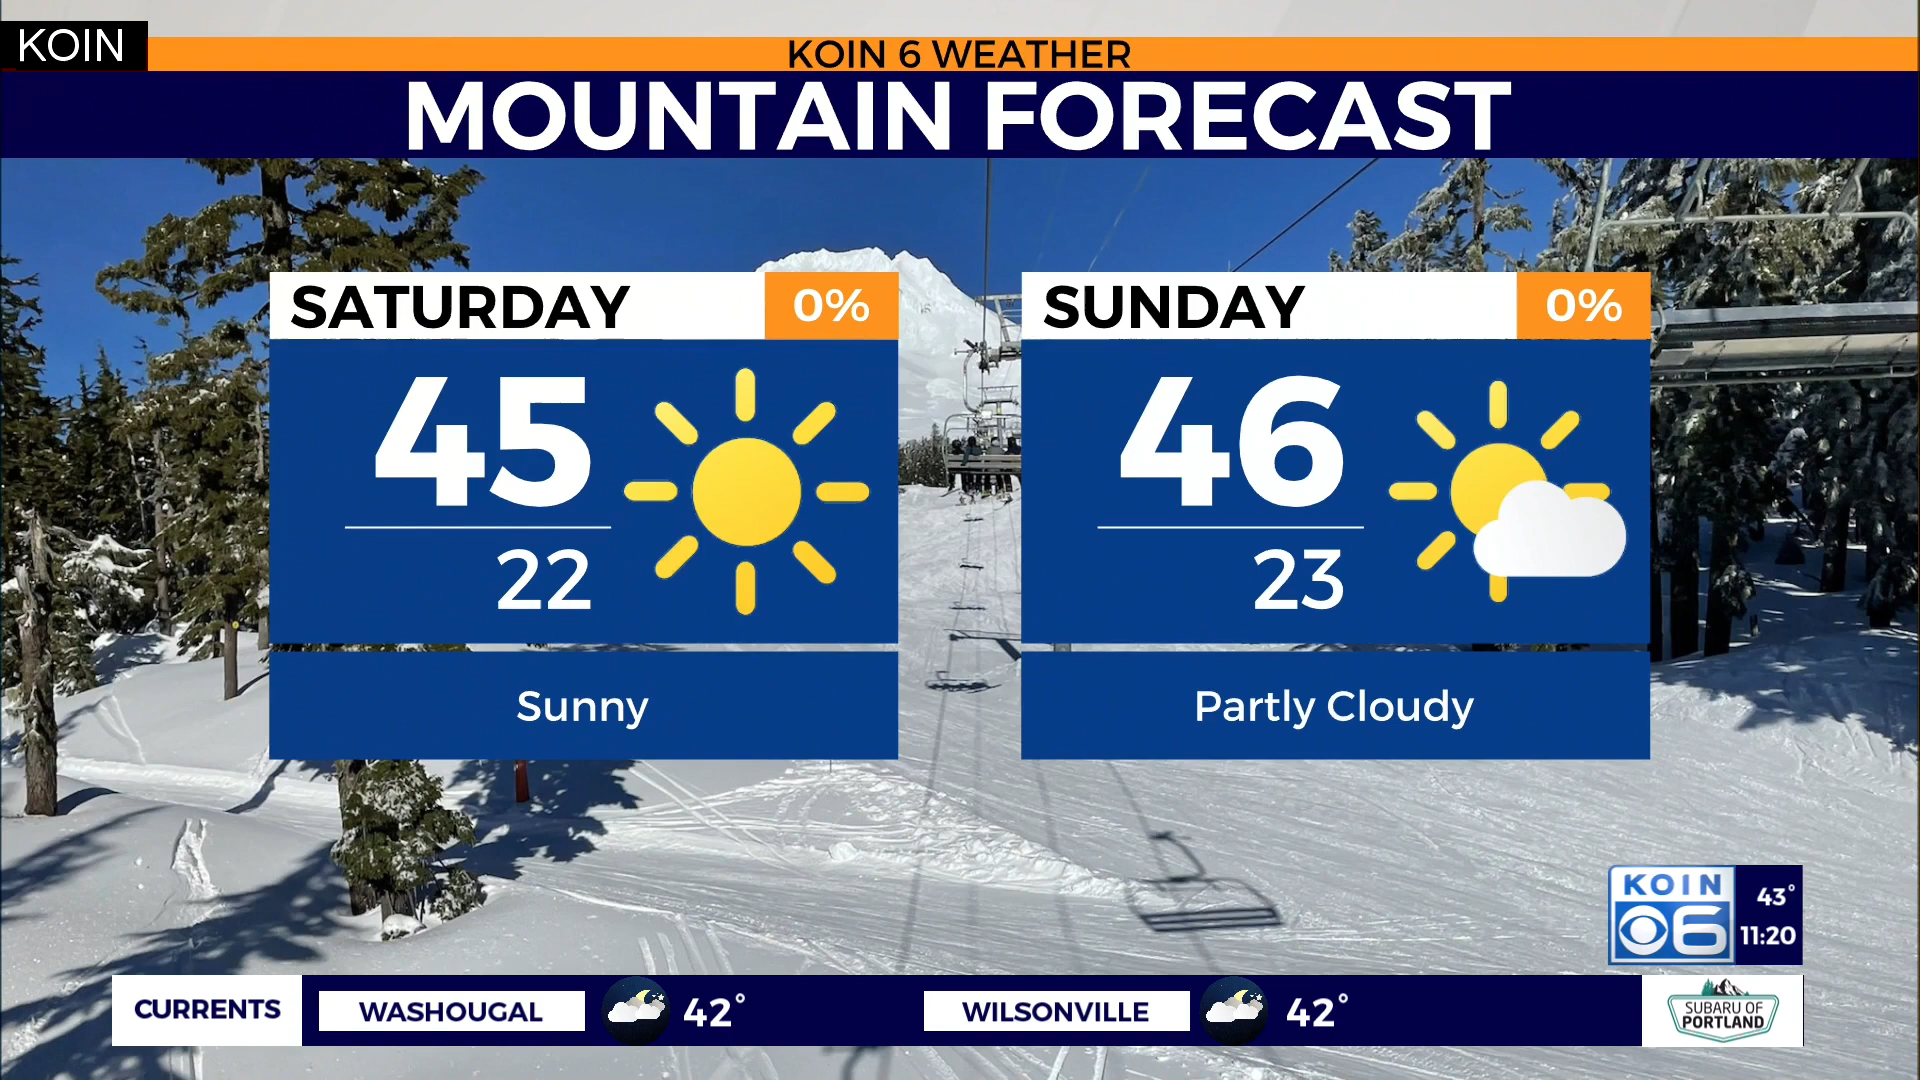 KOIN
KOIN 6 WEATHER
MOUNTAIN FORECAST
SATURDAY 0%
45
22
Sunny
SUNDAY 0%
46
23
Partly Cloudy
KOIN
6
43°
11:20
CURRENTS
WASHOUGAL 42°
WILSONVILLE 42°
SUBARU OF
PORTLAND